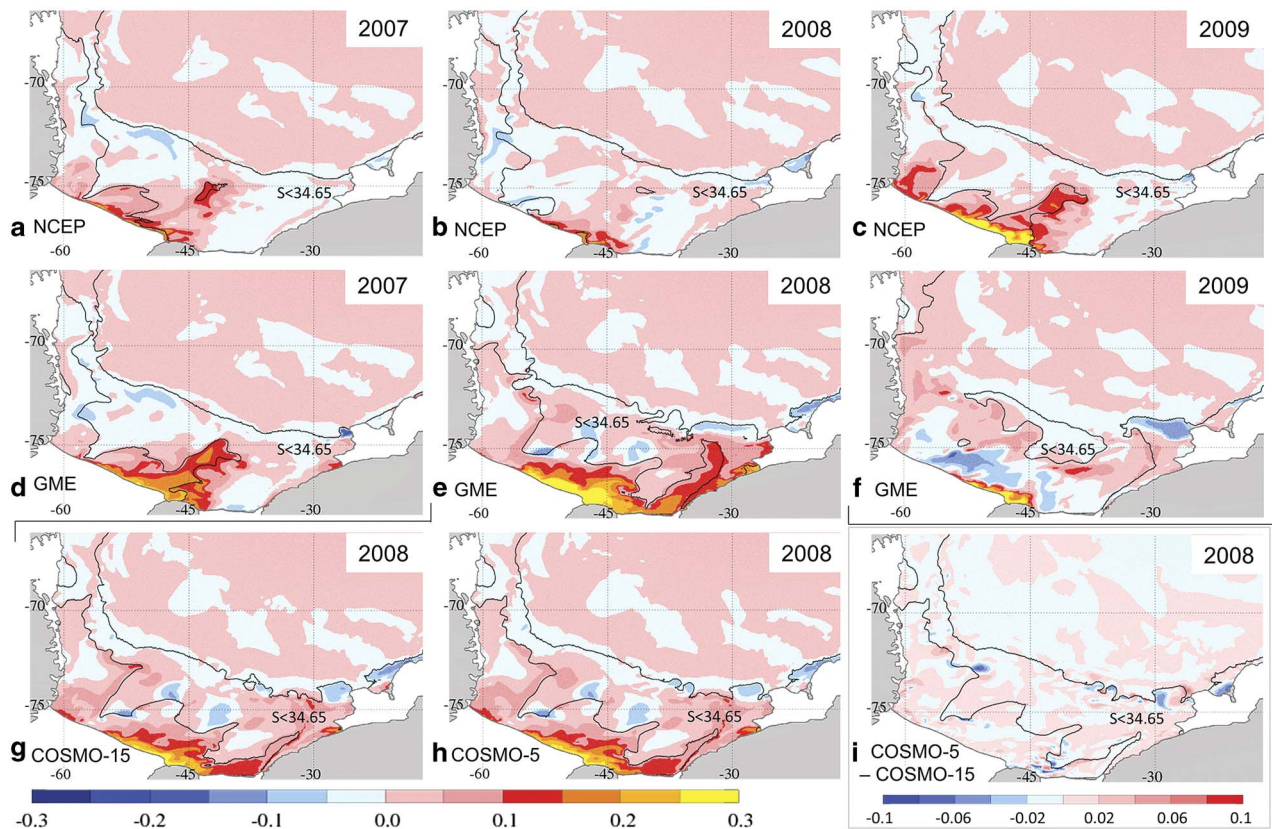 2007
-70
-75
S<34.65
a NCEP
-60
-45
-30
2008
-70
-75
S<34.65
b NCEP
-60
-45
-30
2009
-70
-75
S<34.65
c NCEP
-60
-45
-30
2007
-70
-75
S<34.65
d GME
-60
-45
-30
2008
-70
S<34.65
-75
e GME
-60
-45
-30
2009
-70
-75
S<34.65
f GME
-60
-45
-30
2008
-70
-75
S<34.65
g COSMO-15
-60
-45
-30
2008
-70
-75
S<34.65
h COSMO-5
-60
-45
-30
2008
-70
-75
S<34.65
i COSMO-5
– COSMO-15
-45
-30
-0.3 -0.2 -0.1 0.0 0.1 0.2 0.3
-0.1 -0.06 -0.02 0.02 0.06 0.1